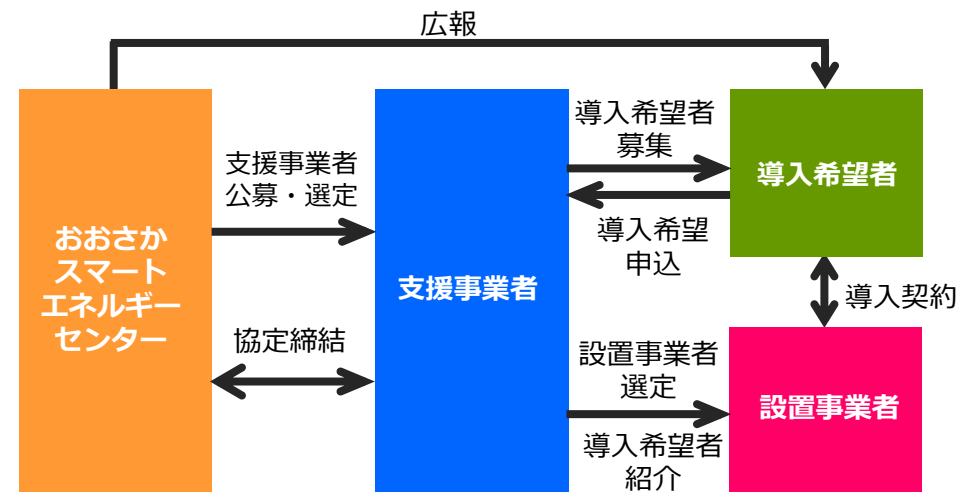 広報
支援事業者
公募・選定
おおさか
スマート
エネルギー
センター
協定締結
支援事業者
導入希望者
募集
導入希望
申込
設置事業者
選定
導入希望者
紹介
導入希望者
導入契約
設置事業者